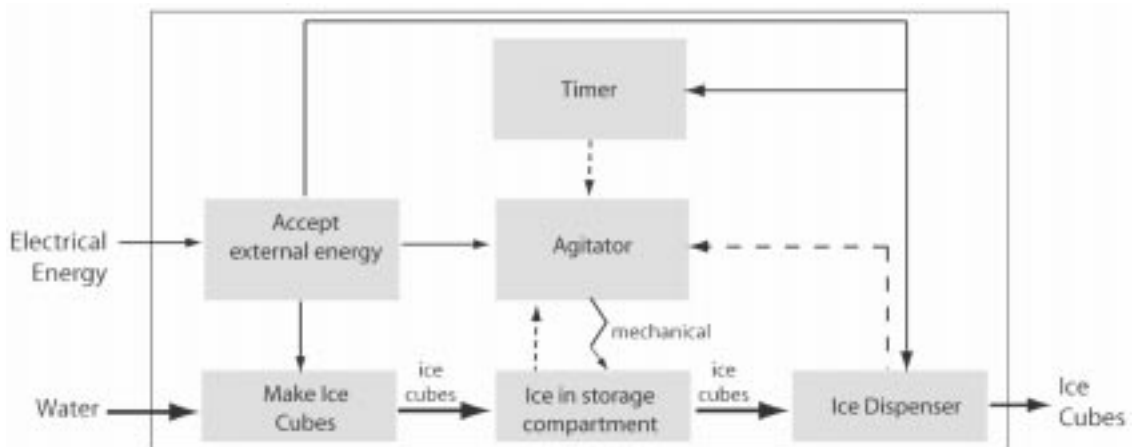 Timer
Electrical
Energy
Accept
external energy
Agitator
mechanical
Water
Make Ice
Cubes
ice
cubes
Ice in storage
compartment
ice
cubes
Ice Dispenser
Ice
Cubes